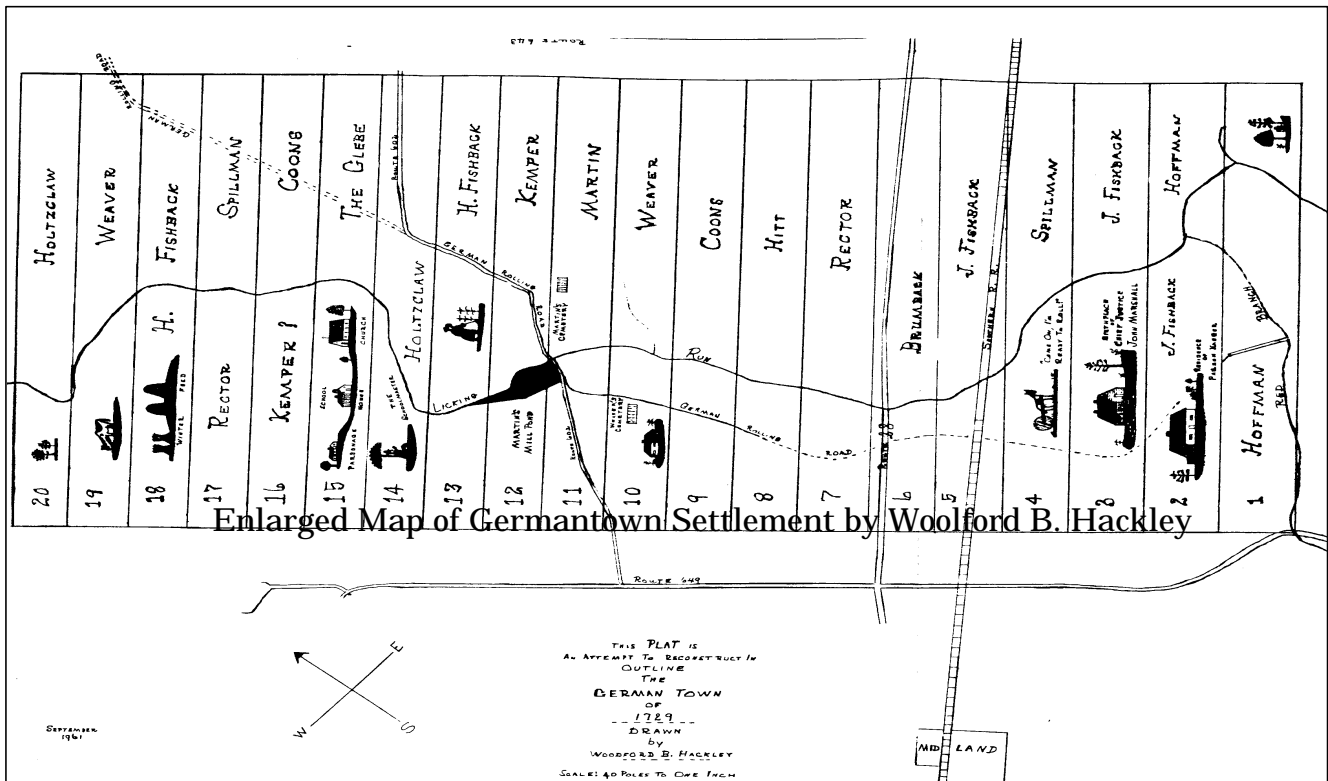 ROUTE 643
GERMAN
ROLLING
ROAD
HOLTZCLAW
WEAVER
FISHBACK
SPILLMAN
COONS
THE GLEBE
ROUTE 602
H. FISHBACK
KEMPER
MARTIN
WEAVER
COONS
HITT
RECTOR
BRUMBACK
J. FISHBACK
SOUTHERN R.R.
SPILLMAN
J. FISHBACK
HOFFMAN
GERMAN ROLLING
ROAD
MARTIN'S
CEMETERY
H.
WINTER FEED
RECTOR
KEMPER?
SCHOOL
HOUSE
CHURCH
PARSONAGE
HOLTZCLAW
THE
SCHOOLMASTER
LICKING
RUN
MARTIN'S
MILL POND
ROUTE 602
WEAVER'S
CEMETERY
GERMAN
ROLLING
ROAD
ROUTE 28
"COME ON, I'M
READY TO ROLL!"
BIRTHPLACE
OF
CHIEF JUSTICE
JOHN MARSHALL
J. FISHBACK
RESIDENCE
OF
PARSON
HOFFMAN
RED
BRANCH
20
19
18
17
16
15
14
13
12
11
10
9
8
7
6
5
4
3
2
1
Enlarged Map of Germantown Settlement by Woolford B. Hackley
ROUTE 649
E
W
S
THIS PLAT IS
AN ATTEMPT TO RECONSTRUCT IN
OUTLINE
THE
GERMAN TOWN
OF
1729
DRAWN
by
WOODFORD B. HACKLEY
SCALE: 40 POLES TO ONE INCH
SEPTEMBER
1961
MIDLAND